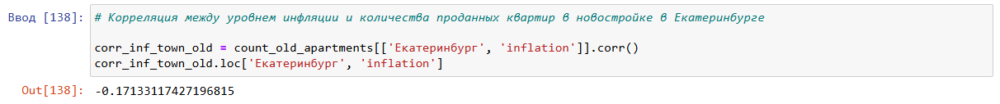 Ввод [138]: # Корреляция между уровнем инфляции и количества проданных квартир в новостройке в Екатеринбурге
corr_inf_town_old = count_old_apartments[['Екатеринбург', 'inflation']].corr()
corr_inf_town_old.loc['Екатеринбург', 'inflation']
Out[138]: -0.17133117427196815